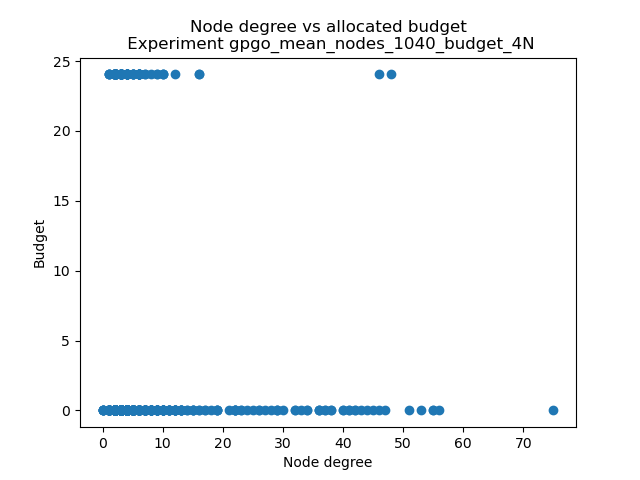 Node degree vs allocated budget
Experiment gpgo_mean_nodes_1040_budget_4N
Budget
25
20
15
10
5
0
0 10 20 30 40 50 60 70
Node degree